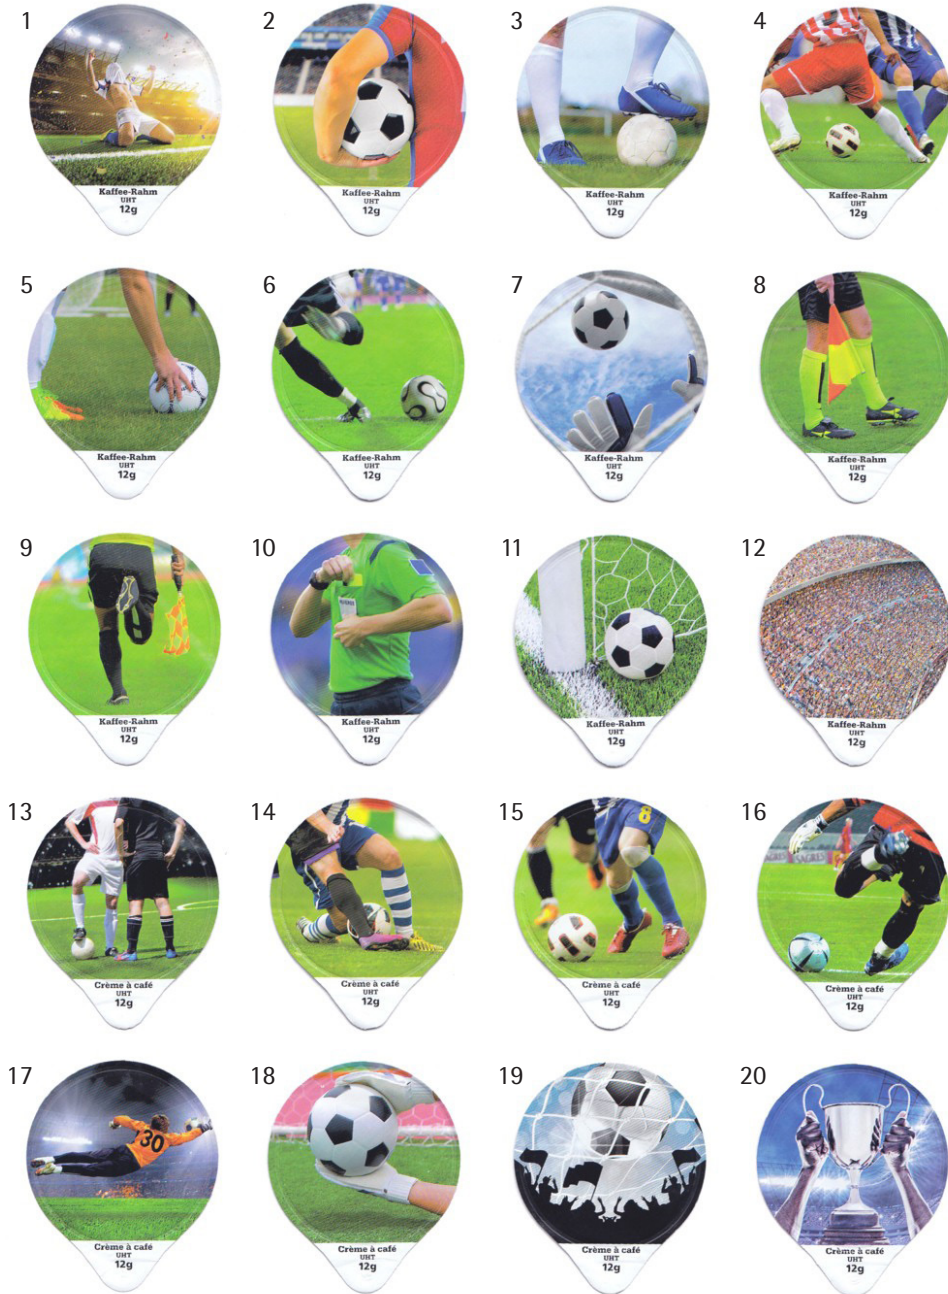 1
2
3
4
Kaffee-Rahm
UHT
12g
Kaffee-Rahm
UHT
12g
Kaffee-Rahm
UHT
12g
Kaffee-Rahm
UHT
12g
5
6
7
8
Kaffee-Rahm
UHT
12g
Kaffee-Rahm
UHT
12g
Kaffee-Rahm
UHT
12g
Kaffee-Rahm
UHT
12g
9
10
11
12
Kaffee-Rahm
UHT
12g
Kaffee-Rahm
UHT
12g
Kaffee-Rahm
UHT
12g
Kaffee-Rahm
UHT
12g
13
14
15
16
8
SAGRES
SAGRES
Crème à café
UHT
12g
Crème à café
UHT
12g
Crème à café
UHT
12g
Crème à café
UHT
12g
17
18
19
20
30
Crème à café
UHT
12g
Crème à café
UHT
12g
Crème à café
UHT
12g
Crème à café
UHT
12g